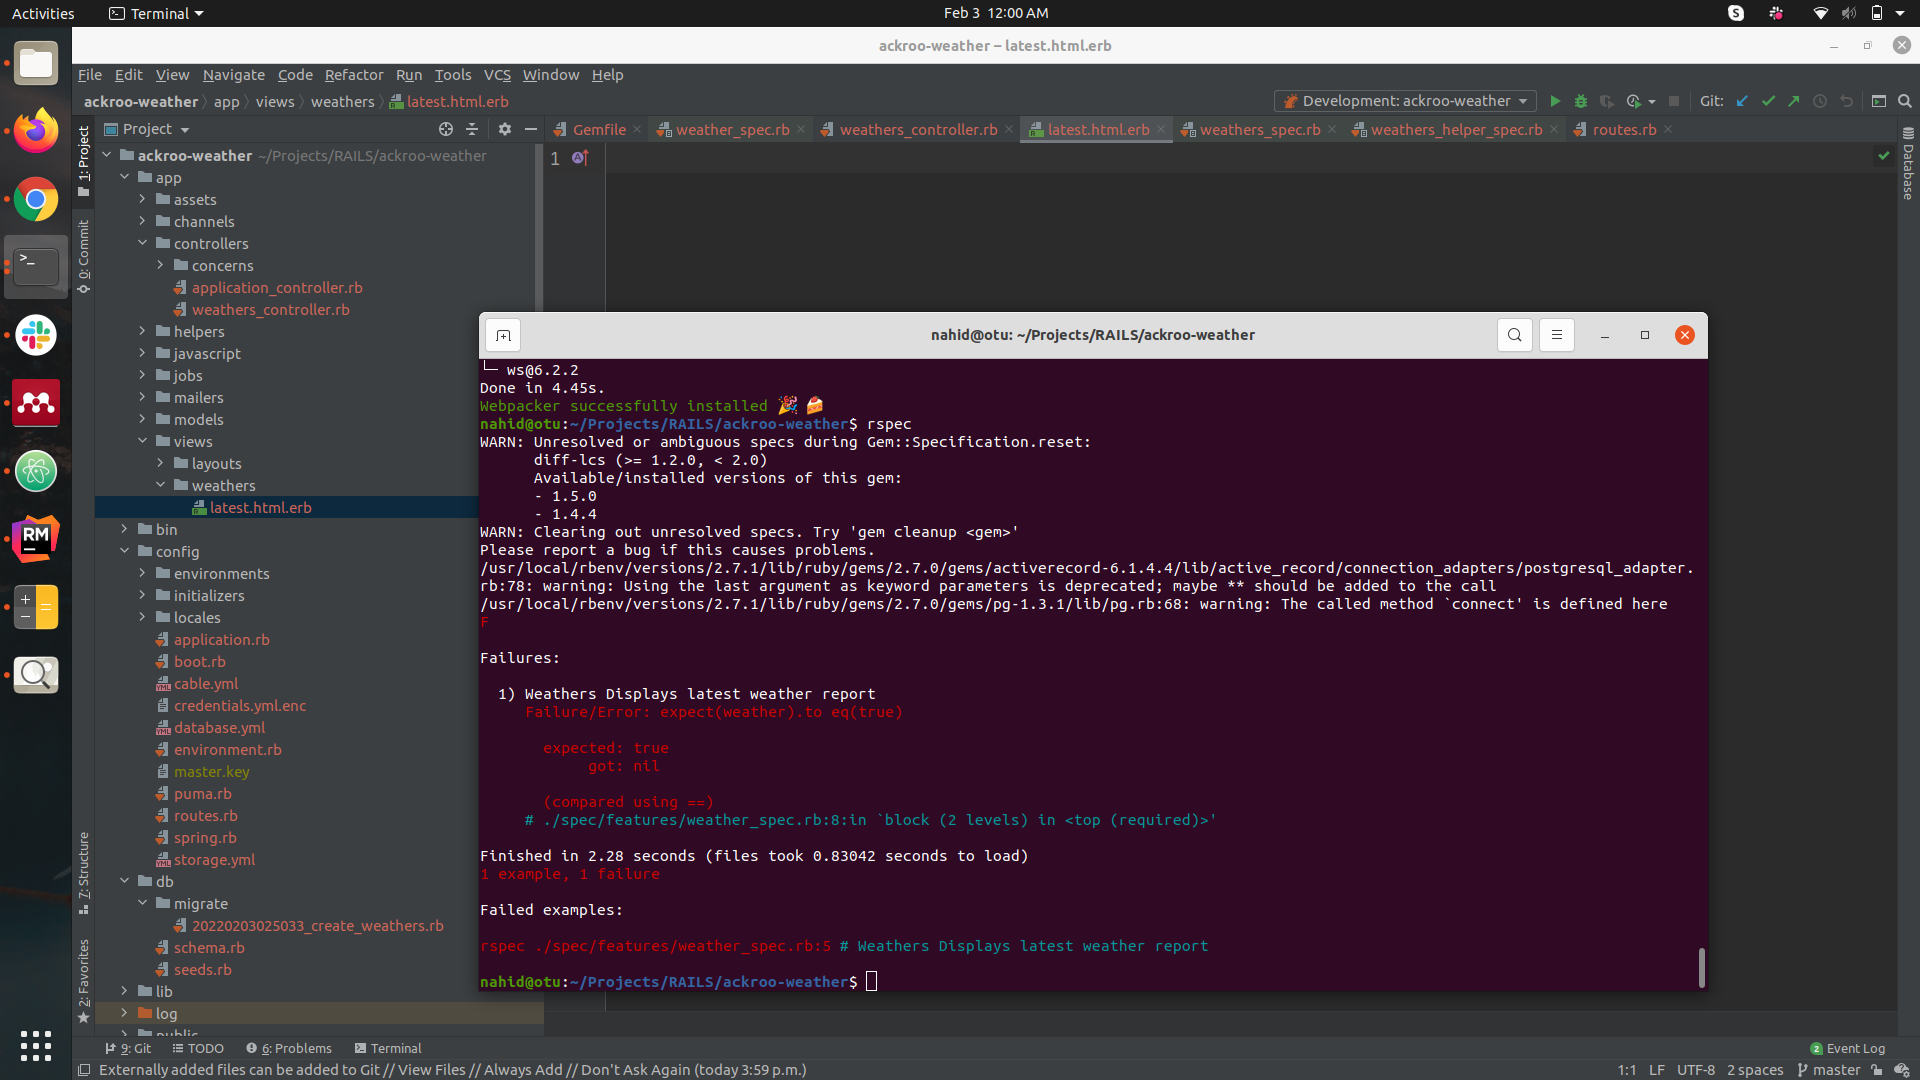 Activities
Terminal
Feb 3 12:00 AM
ackroo-weather – latest.html.erb
File Edit View Navigate Code Refactor Run Tools VCS Window Help
ackroo-weather app views weathers latest.html.erb
Development: ackroo-weather
Git:
Project
Gemfile
weather_spec.rb
weathers_controller.rb
latest.html.erb
weathers_spec.rb
weathers_helper_spec.rb
routes.rb
1: Project
0: Commit
7: Structure
2: Favorites
Database
1
ackroo-weather ~/Projects/RAILS/ackroo-weather
app
assets
channels
controllers
concerns
application_controller.rb
weathers_controller.rb
helpers
javascript
jobs
mailers
models
views
layouts
weathers
latest.html.erb
bin
config
environments
initializers
locales
application.rb
boot.rb
cable.yml
credentials.yml.enc
database.yml
environment.rb
master.key
puma.rb
routes.rb
spring.rb
storage.yml
db
migrate
20220203025033_create_weathers.rb
schema.rb
seeds.rb
lib
log
public
nahid@otu: ~/Projects/RAILS/ackroo-weather
└─ ws@6.2.2
Done in 4.45s.
Webpacker successfully installed 🎉 🍰
nahid@otu:~/Projects/RAILS/ackroo-weather$ rspec
WARN: Unresolved or ambiguous specs during Gem::Specification.reset:
diff-lcs (>= 1.2.0, < 2.0)
Available/installed versions of this gem:
- 1.5.0
- 1.4.4
WARN: Clearing out unresolved specs. Try 'gem cleanup <gem>'
Please report a bug if this causes problems.
/usr/local/rbenv/versions/2.7.1/lib/ruby/gems/2.7.0/gems/activerecord-6.1.4.4/lib/active_record/connection_adapters/postgresql_adapter.
rb:78: warning: Using the last argument as keyword parameters is deprecated; maybe ** should be added to the call
/usr/local/rbenv/versions/2.7.1/lib/ruby/gems/2.7.0/gems/pg-1.3.1/lib/pg.rb:68: warning: The called method `connect' is defined here
F
Failures:
1) Weathers Displays latest weather report
Failure/Error: expect(weather).to eq(true)
expected: true
got: nil
(compared using ==)
# ./spec/features/weather_spec.rb:8:in `block (2 levels) in <top (required)>'
Finished in 2.28 seconds (files took 0.83042 seconds to load)
1 example, 1 failure
Failed examples:
rspec ./spec/features/weather_spec.rb:5 # Weathers Displays latest weather report
nahid@otu:~/Projects/RAILS/ackroo-weather$
9: Git
TODO
6: Problems
Terminal
2 Event Log
Externally added files can be added to Git // View Files // Always Add // Don't Ask Again (today 3:59 p.m.)
1:1 LF UTF-8 2 spaces master